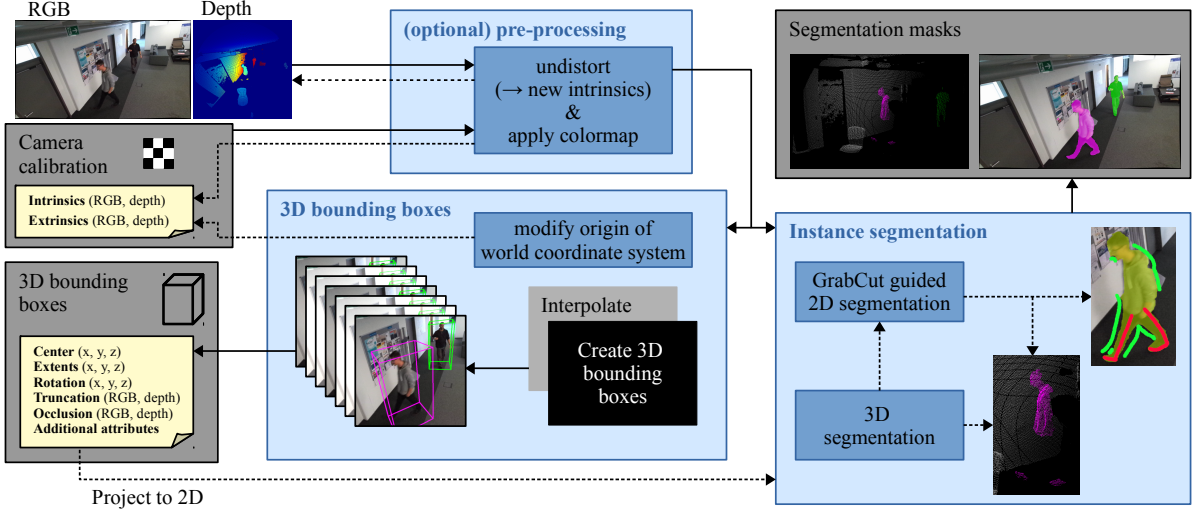 RGB
Depth
Camera
calibration
Intrinsics (RGB, depth)
Extrinsics (RGB, depth)
3D bounding
boxes
Center (x, y, z)
Extents (x, y, z)
Rotation (x, y, z)
Truncation (RGB, depth)
Occlusion (RGB, depth)
Additional attributes
Project to 2D
(optional) pre-processing
undistort
(→ new intrinsics)
&
apply colormap
3D bounding boxes
modify origin of
world coordinate system
Interpolate
Create 3D
bounding
boxes
Segmentation masks
Instance segmentation
GrabCut guided
2D segmentation
3D
segmentation